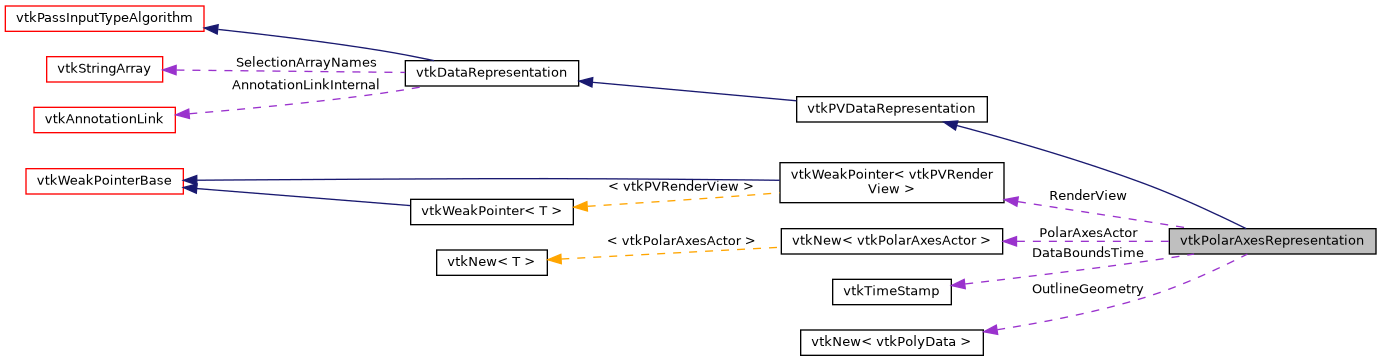 vtkPassInputTypeAlgorithm
SelectionArrayNames
vtkStringArray
vtkDataRepresentation
AnnotationLinkInternal
vtkAnnotationLink
vtkPVDataRepresentation
vtkWeakPointerBase
< vtkPVRenderView >
vtkWeakPointer< vtkPVRender
View >
vtkWeakPointer< T >
RenderView
< vtkPolarAxesActor >
vtkNew< vtkPolarAxesActor >
PolarAxesActor
vtkPolarAxesRepresentation
vtkNew< T >
DataBoundsTime
vtkTimeStamp
OutlineGeometry
vtkNew< vtkPolyData >